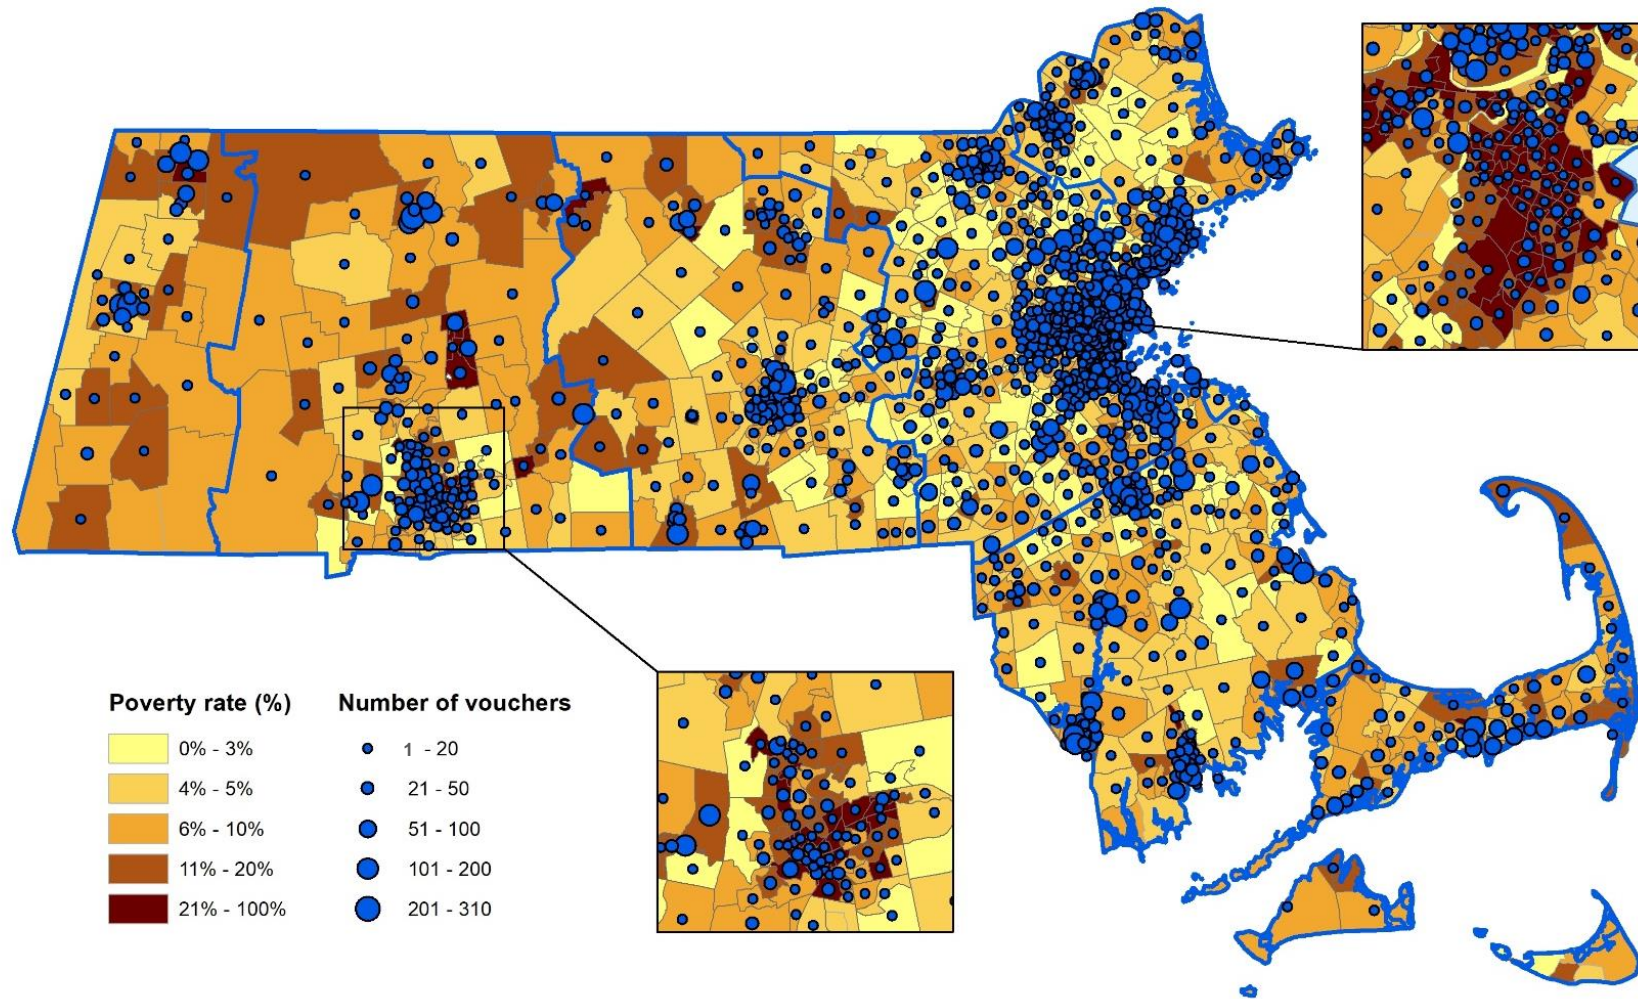 Poverty rate (%)
0% - 3%
4% - 5%
6% - 10%
11% - 20%
21% - 100%
Number of vouchers
1 - 20
21 - 50
51 - 100
101 - 200
201 - 310